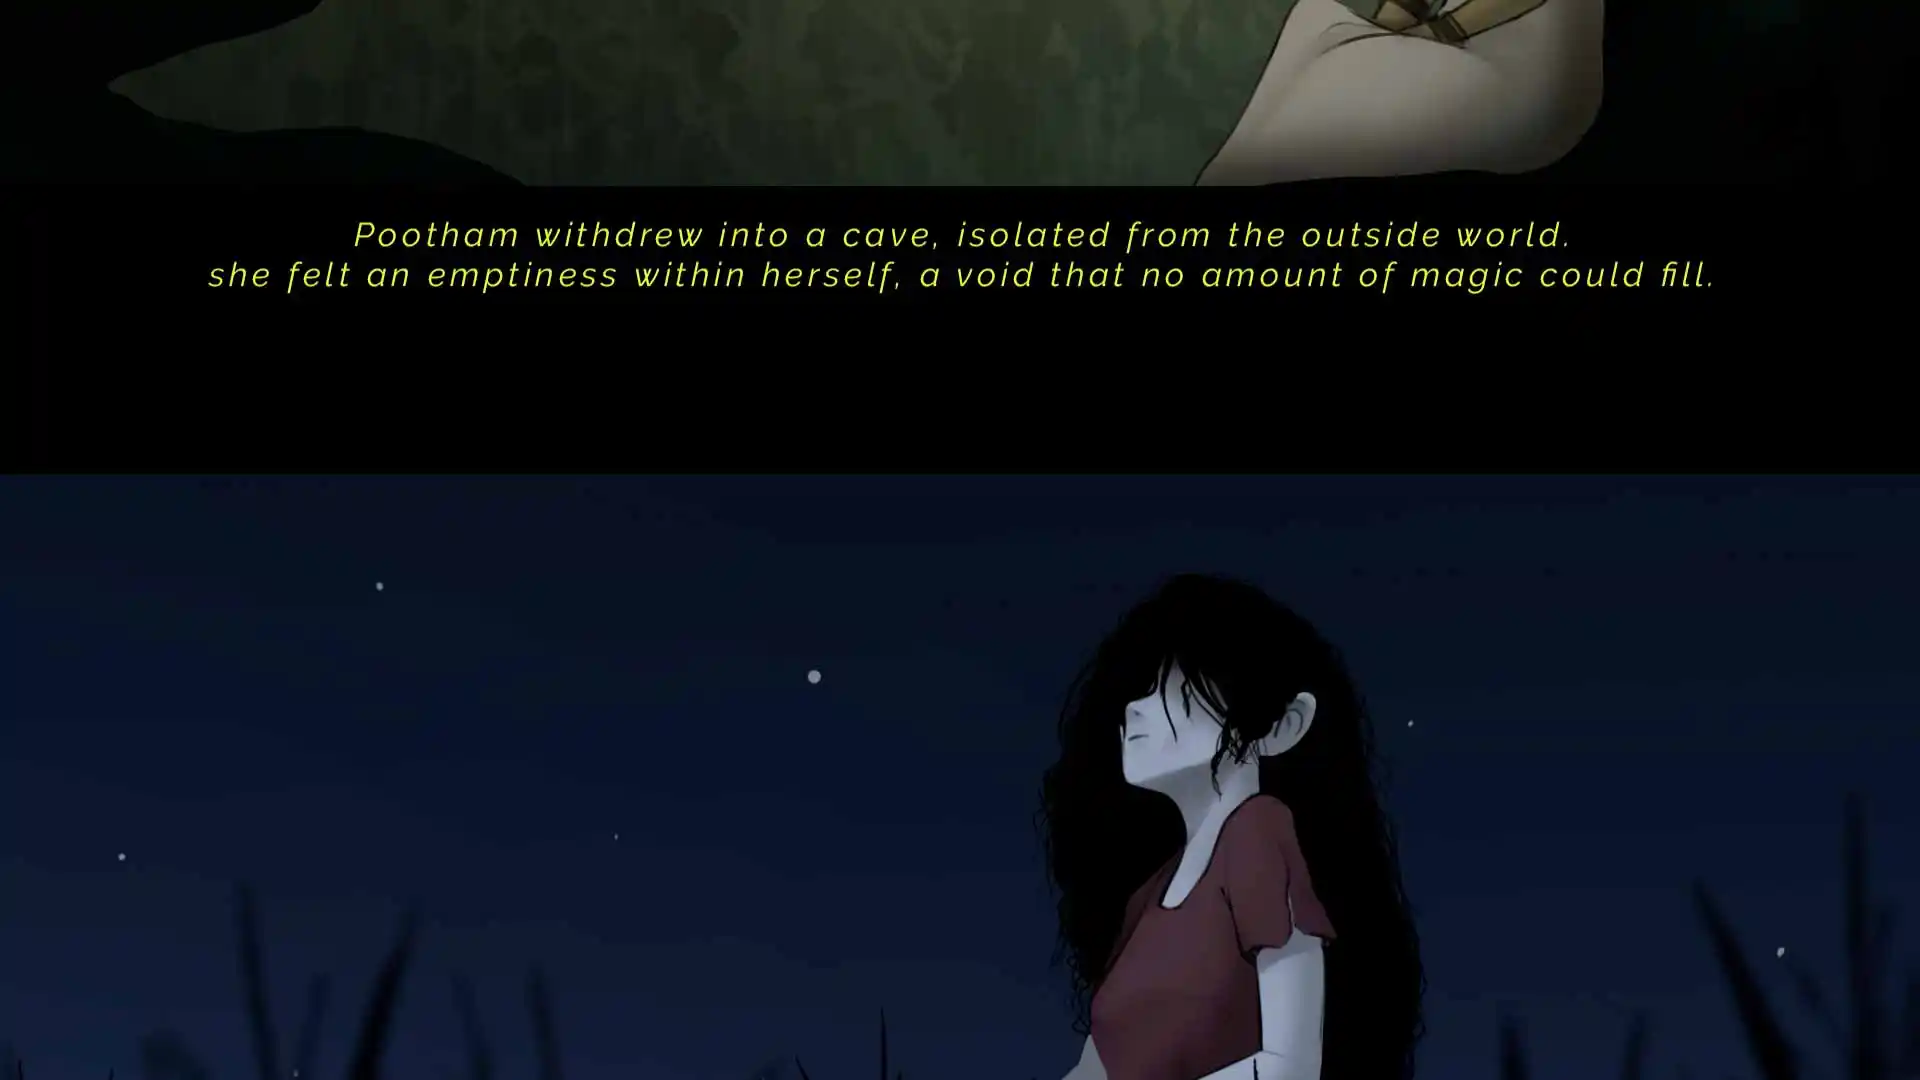 Pootham withdrew into a cave, isolated from the outside world.
she felt an emptiness within herself, a void that no amount of magic could fill.